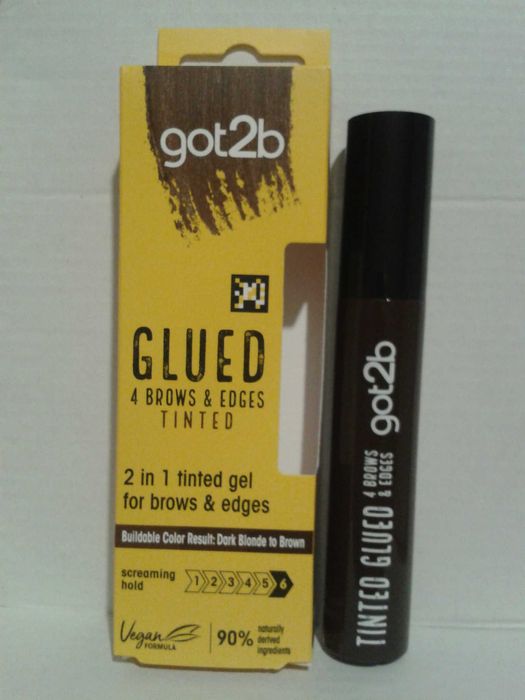 got2b
GLUED
4 BROWS & EDGES
TINTED
2 in 1 tinted gel
for brows & edges
Buildable Color Result: Dark Blonde to Brown
screaming
hold
1 2 3 4 5 6
Vegan
FORMULA
90%
naturally
derived
ingredients
TINTED GLUED 4 BROWS
& EDGES
got2b